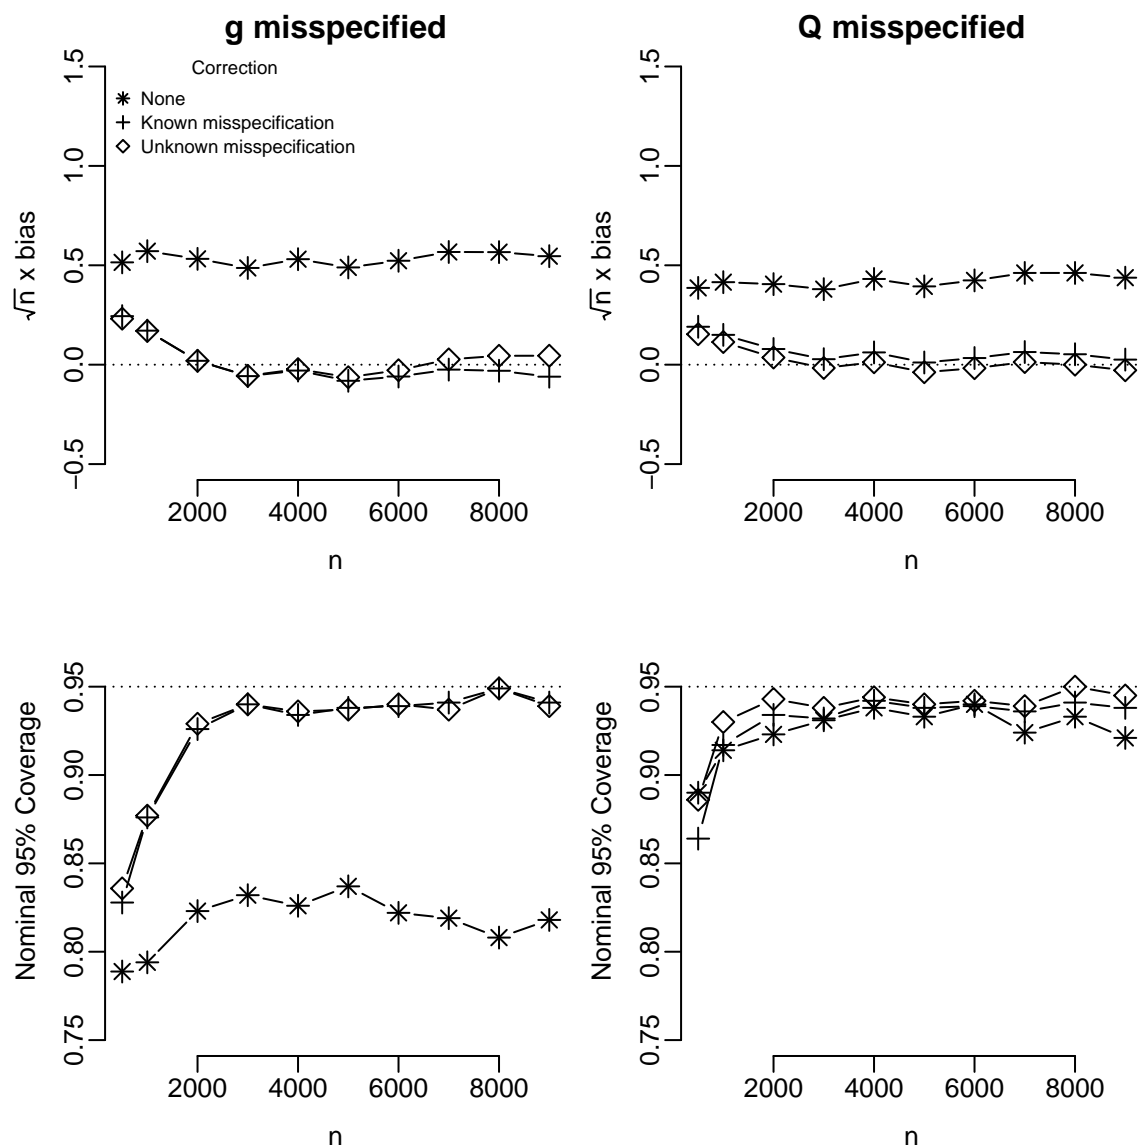 g misspecified
Correction
None
Known misspecification
Unknown misspecification
√n x bias
1.5
1.0
0.5
0.0
−0.5
2000 4000 6000 8000
n
Q misspecified
√n x bias
1.5
1.0
0.5
0.0
−0.5
2000 4000 6000 8000
n
Nominal 95% Coverage
0.95
0.90
0.85
0.80
0.75
2000 4000 6000 8000
n
Nominal 95% Coverage
0.95
0.90
0.85
0.80
0.75
2000 4000 6000 8000
n